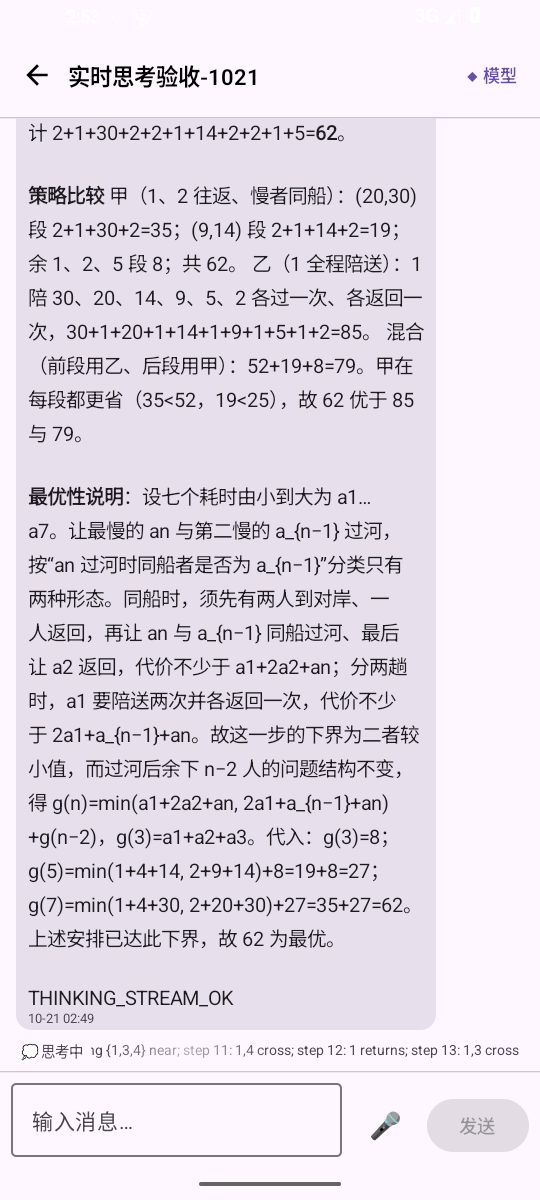 2:53
3G
实时思考验收-1021
模型
计 2+1+30+2+2+1+14+2+2+1+5=62。
策略比较 甲（1、2 往返、慢者同船）：(20,30)
段 2+1+30+2=35；(9,14) 段 2+1+14+2=19；
余 1、2、5 段 8；共 62。 乙（1 全程陪送）：1
陪 30、20、14、9、5、2 各过一次、各返回一
次，30+1+20+1+14+1+9+1+5+1+2=85。 混合
（前段用乙、后段用甲）：52+19+8=79。甲在
每段都更省（35<52，19<25），故 62 优于 85
与 79。
最优性说明：设七个耗时由小到大为 a1…
a7。让最慢的 an 与第二慢的 a_{n−1} 过河，
按“an 过河时同船者是否为 a_{n−1}”分类只有
两种形态。同船时，须先有两人到对岸、一
人返回，再让 an 与 a_{n−1} 同船过河、最后
让 a2 返回，代价不少于 a1+2a2+an；分两趟
时，a1 要陪送两次并各返回一次，代价不少
于 2a1+a_{n−1}+an。故这一步的下界为二者较
小值，而过河后余下 n−2 人的问题结构不变，
得 g(n)=min(a1+2a2+an, 2a1+a_{n−1}+an)
+g(n−2)，g(3)=a1+a2+a3。代入：g(3)=8；
g(5)=min(1+4+14, 2+9+14)+8=19+8=27；
g(7)=min(1+4+30, 2+20+30)+27=35+27=62。
上述安排已达此下界，故 62 为最优。
THINKING_STREAM_OK
10-21 02:49
思考中 ng {1,3,4} near; step 11: 1,4 cross; step 12: 1 returns; step 13: 1,3 cross
输入消息…
发送